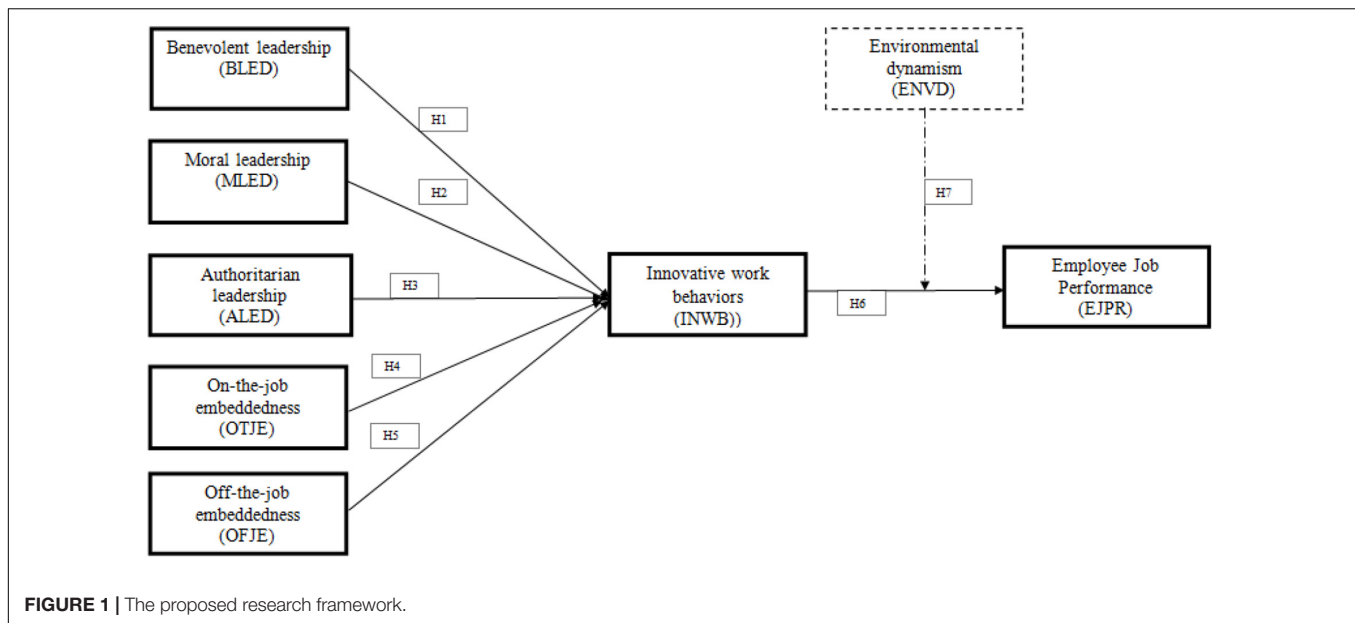 Benevolent leadership
(BLED)
H1
Moral leadership
(MLED)
H2
Authoritarian
leadership
(ALED)
H3
On-the-job
embeddedness
(OTJE)
H4
Off-the-job
embeddedness
(OFJE)
H5
Innovative work
behaviors
(INWB))
H6
Environmental
dynamism
(ENVD)
H7
Employee Job
Performance
(EJPR)
FIGURE 1 | The proposed research framework.